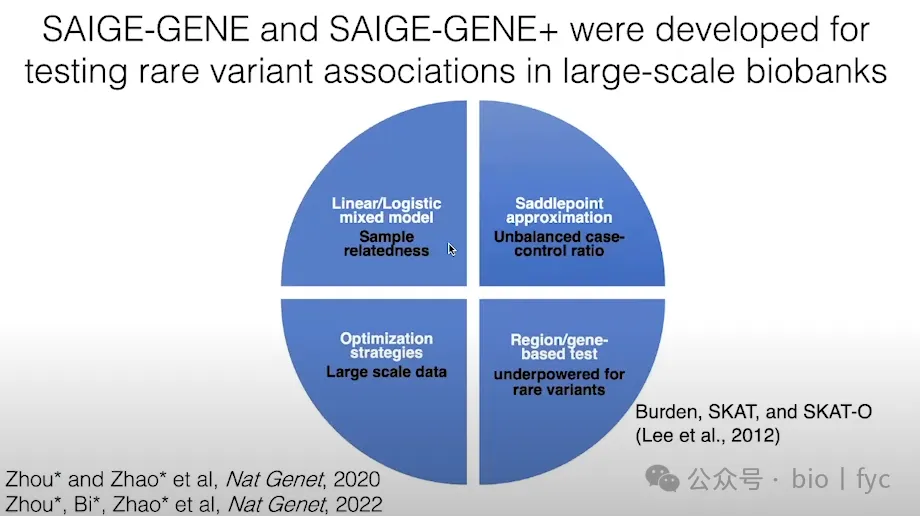 SAIGE-GENE and SAIGE-GENE+ were developed for
testing rare variant associations in large-scale biobanks
Linear/Logistic
mixed model
Sample
relatedness
Saddlepoint
approximation
Unbalanced case-
control ratio
Optimization
strategies
Large scale data
Region/gene-
based test
underpowered for
rare variants
Burden, SKAT, and SKAT-O
(Lee et al., 2012)
Zhou* and Zhao* et al, Nat Genet, 2020
Zhou*, Bi*, Zhao* et al, Nat Genet, 2022
公众号 · bio | fyc